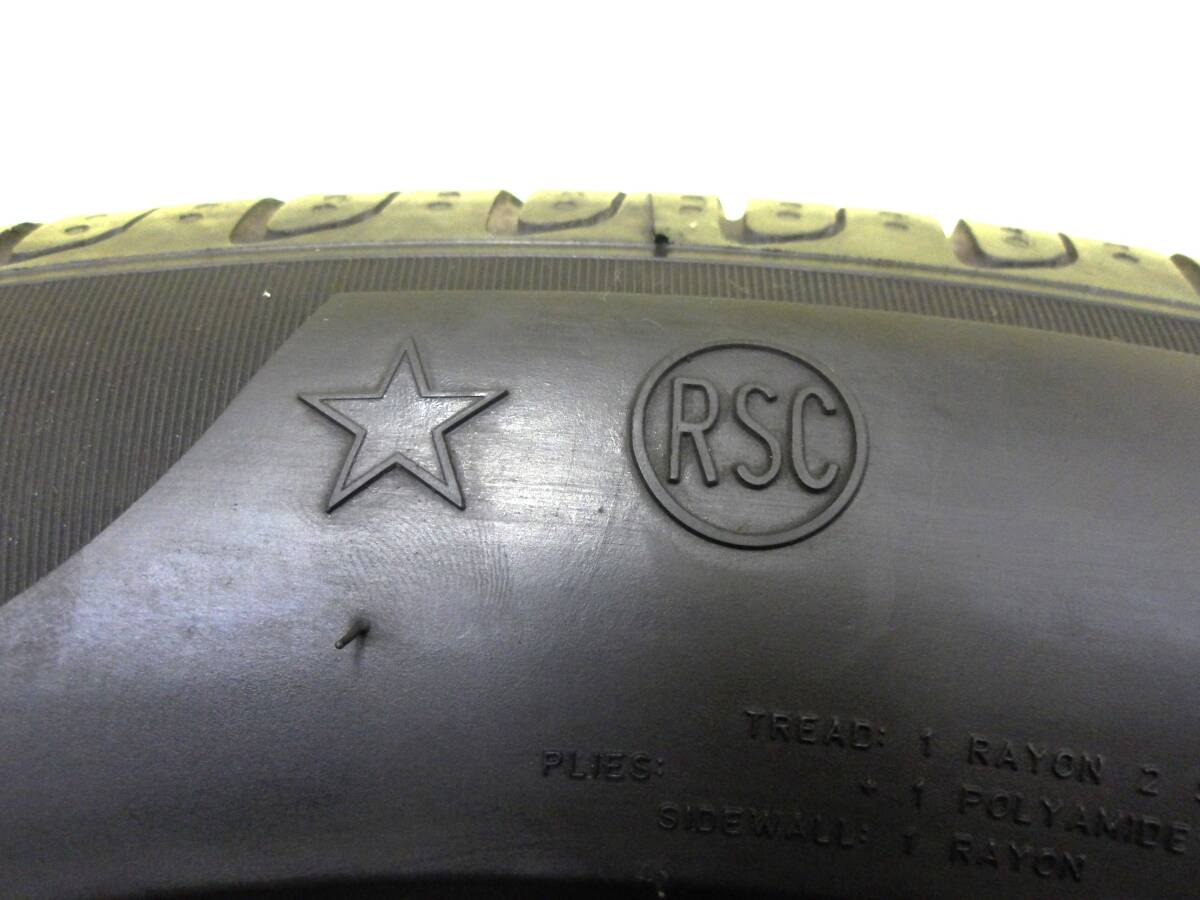 RSC
TREAD: 1 RAYON 2
PLIES: + 1 POLYAMIDE
SIDEWALL: 1 RAYON